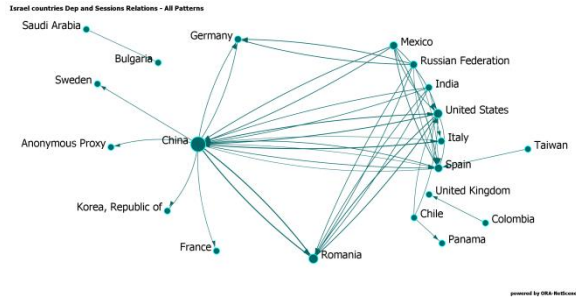 Israel countries Dep and Sessions Relations - All Patterns
Saudi Arabia
Germany
Mexico
Bulgaria
Russian Federation
Sweden
India
United States
Anonymous Proxy
China
Italy
Taiwan
Spain
United Kingdom
Korea, Republic of
Chile
Colombia
Panama
France
Romania
powered by ORA-NetScenes